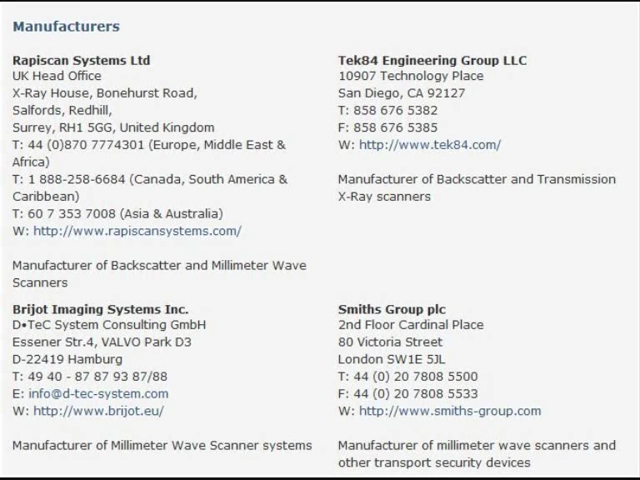 Manufacturers
Rapiscan Systems Ltd
UK Head Office
X-Ray House, Bonehurst Road,
Salfords, Redhill,
Surrey, RH1 5GG, United Kingdom
T: 44 (0)870 7774301 (Europe, Middle East &
Africa)
T: 1 888-258-6684 (Canada, South America &
Caribbean)
T: 60 7 353 7008 (Asia & Australia)
W: http://www.rapiscansystems.com/
Manufacturer of Backscatter and Millimeter Wave
Scanners
Tek84 Engineering Group LLC
10907 Technology Place
San Diego, CA 92127
T: 858 676 5382
F: 858 676 5385
W: http://www.tek84.com/
Manufacturer of Backscatter and Transmission
X-Ray scanners
Brijot Imaging Systems Inc.
D•TeC System Consulting GmbH
Essener Str.4, VALVO Park D3
D-22419 Hamburg
T: 49 40 - 87 87 93 87/88
E: info@d-tec-system.com
W: http://www.brijot.eu/
Manufacturer of Millimeter Wave Scanner systems
Smiths Group plc
2nd Floor Cardinal Place
80 Victoria Street
London SW1E 5JL
T: 44 (0) 20 7808 5500
F: 44 (0) 20 7808 5533
W: http://www.smiths-group.com
Manufacturer of millimeter wave scanners and
other transport security devices